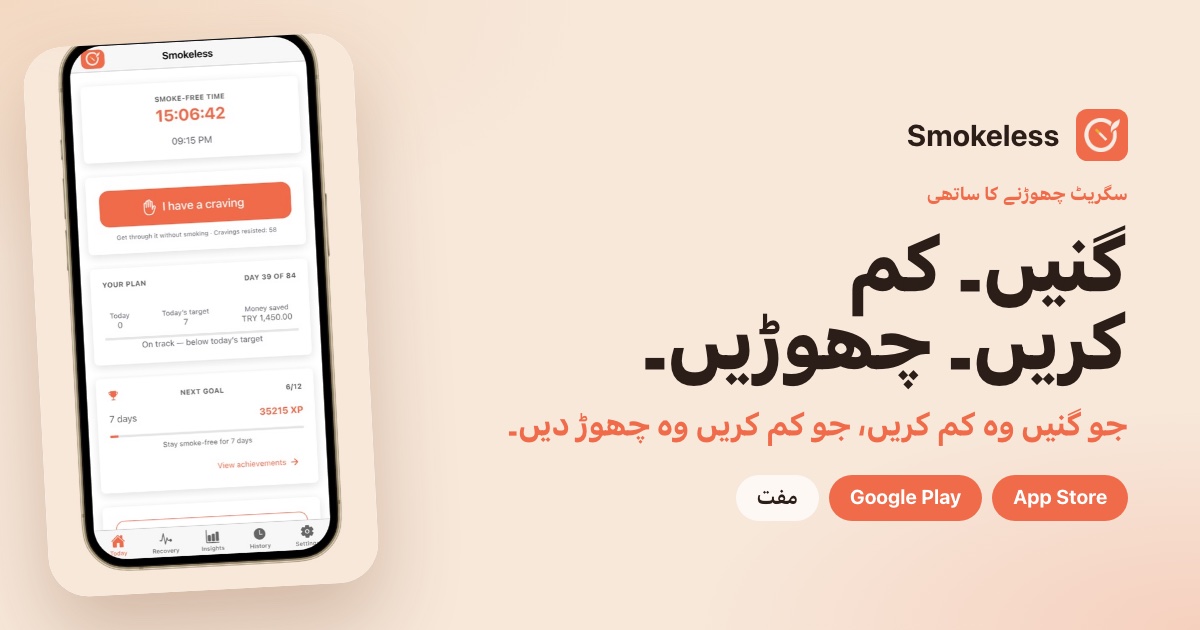 Smokeless
SMOKE-FREE TIME
15:06:42
09:15 PM
I have a craving
Get through it without smoking · Cravings resisted: 58
YOUR PLAN DAY 39 OF 84
Today Today's target Money saved
0 7 TRY 1,450.00
On track — below today's target
NEXT GOAL 6/12
7 days 35215 XP
Stay smoke-free for 7 days
View achievements →
Today Recovery Insights History Settings
Smokeless
سگریٹ چھوڑنے کا ساتھی
گنیں۔ کم
کریں۔ چھوڑیں۔
جو گنیں وہ کم کریں، جو کم کریں وہ چھوڑ دیں۔
App Store Google Play مفت